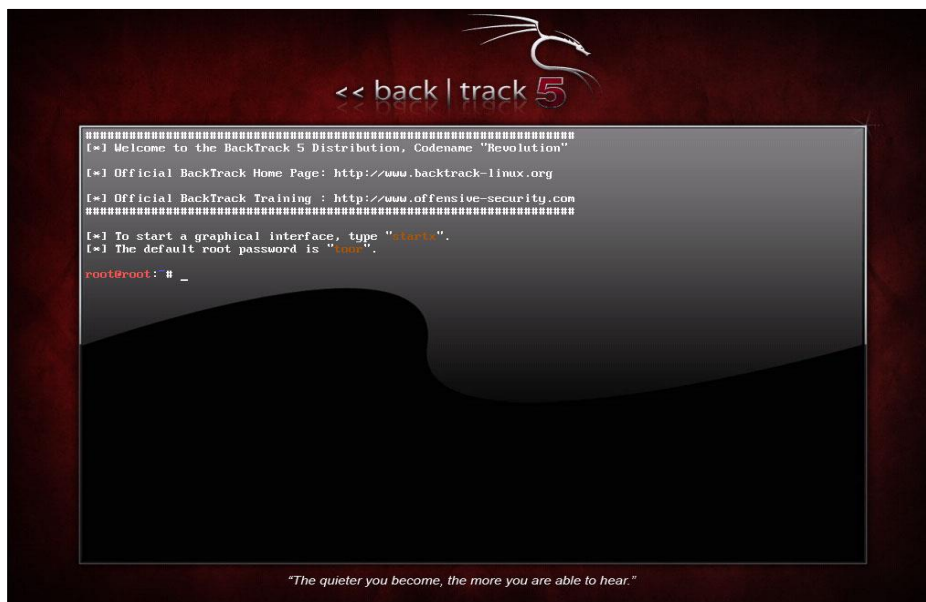 << back | track 5
######################################################################
[*] Welcome to the BackTrack 5 Distribution, Codename "Revolution"
[*] Official BackTrack Home Page: http://www.backtrack-linux.org
[*] Official BackTrack Training : http://www.offensive-security.com
######################################################################
[*] To start a graphical interface, type "startx".
[*] The default root password is "toor".
root@root:~# _
“The quieter you become, the more you are able to hear.”